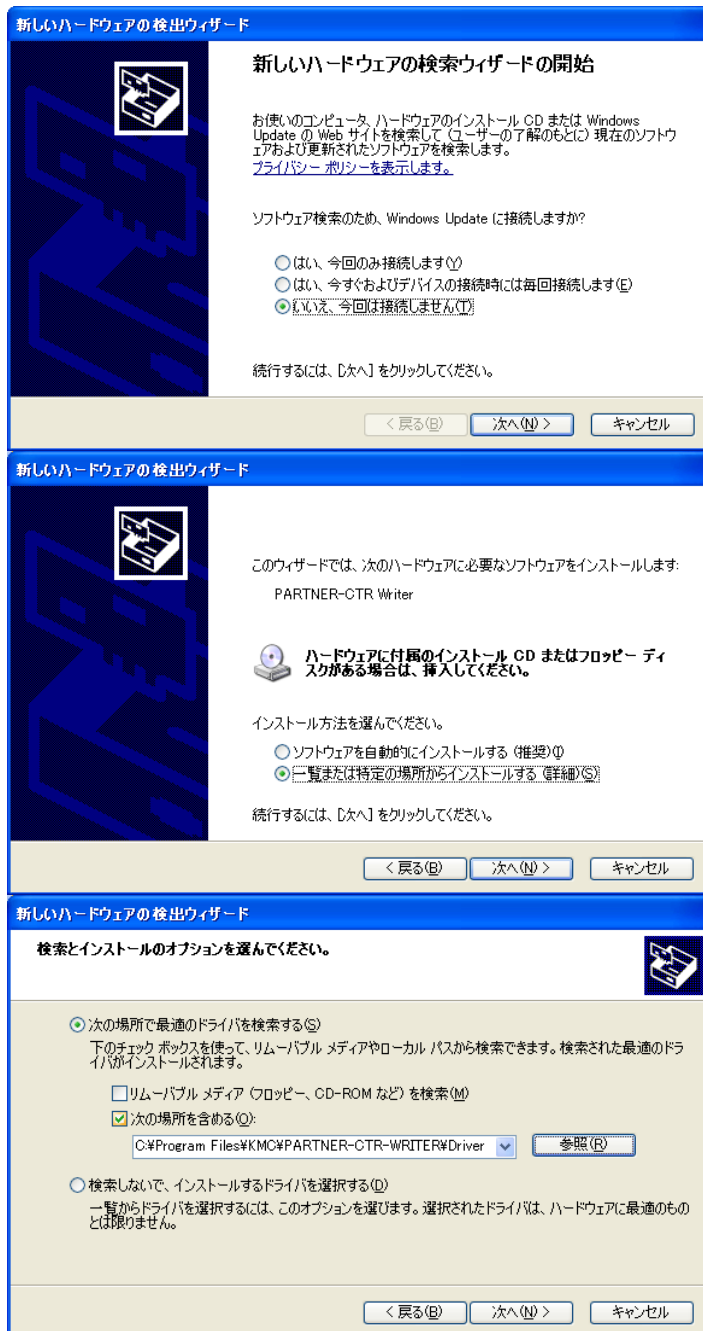 新しいハードウェアの検出ウィザード
新しいハードウェアの検索ウィザードの開始
お使いのコンピュータ、ハードウェアのインストール CD または Windows
Update の Web サイトを検索して (ユーザーの了解のもとに) 現在のソフトウ
ェアおよび更新されたソフトウェアを検索します。
プライバシー ポリシーを表示します。
ソフトウェア検索のため、Windows Update に接続しますか?
はい、今回のみ接続します(Y)
はい、今すぐおよびデバイスの接続時には毎回接続します(E)
いいえ、今回は接続しません(T)
続行するには、[次へ] をクリックしてください。
< 戻る(B) 次へ(N) > キャンセル
新しいハードウェアの検出ウィザード
このウィザードでは、次のハードウェアに必要なソフトウェアをインストールします:
PARTNER-CTR Writer
ハードウェアに付属のインストール CD またはフロッピー ディ
スクがある場合は、挿入してください。
インストール方法を選んでください。
ソフトウェアを自動的にインストールする (推奨)(I)
一覧または特定の場所からインストールする (詳細)(S)
続行するには、[次へ] をクリックしてください。
< 戻る(B) 次へ(N) > キャンセル
新しいハードウェアの検出ウィザード
検索とインストールのオプションを選んでください。
次の場所で最適のドライバを検索する(S)
下のチェック ボックスを使って、リムーバブル メディアやローカル パスから検索できます。検索された最適のドラ
イバがインストールされます。
リムーバブル メディア (フロッピー、CD-ROM など) を検索(M)
次の場所を含める(O):
C:¥Program Files¥KMC¥PARTNER-CTR-WRITER¥Driver 参照(R)
検索しないで、インストールするドライバを選択する(D)
一覧からドライバを選択するには、このオプションを選びます。選択されたドライバは、ハードウェアに最適のもの
とは限りません。
< 戻る(B) 次へ(N) > キャンセル